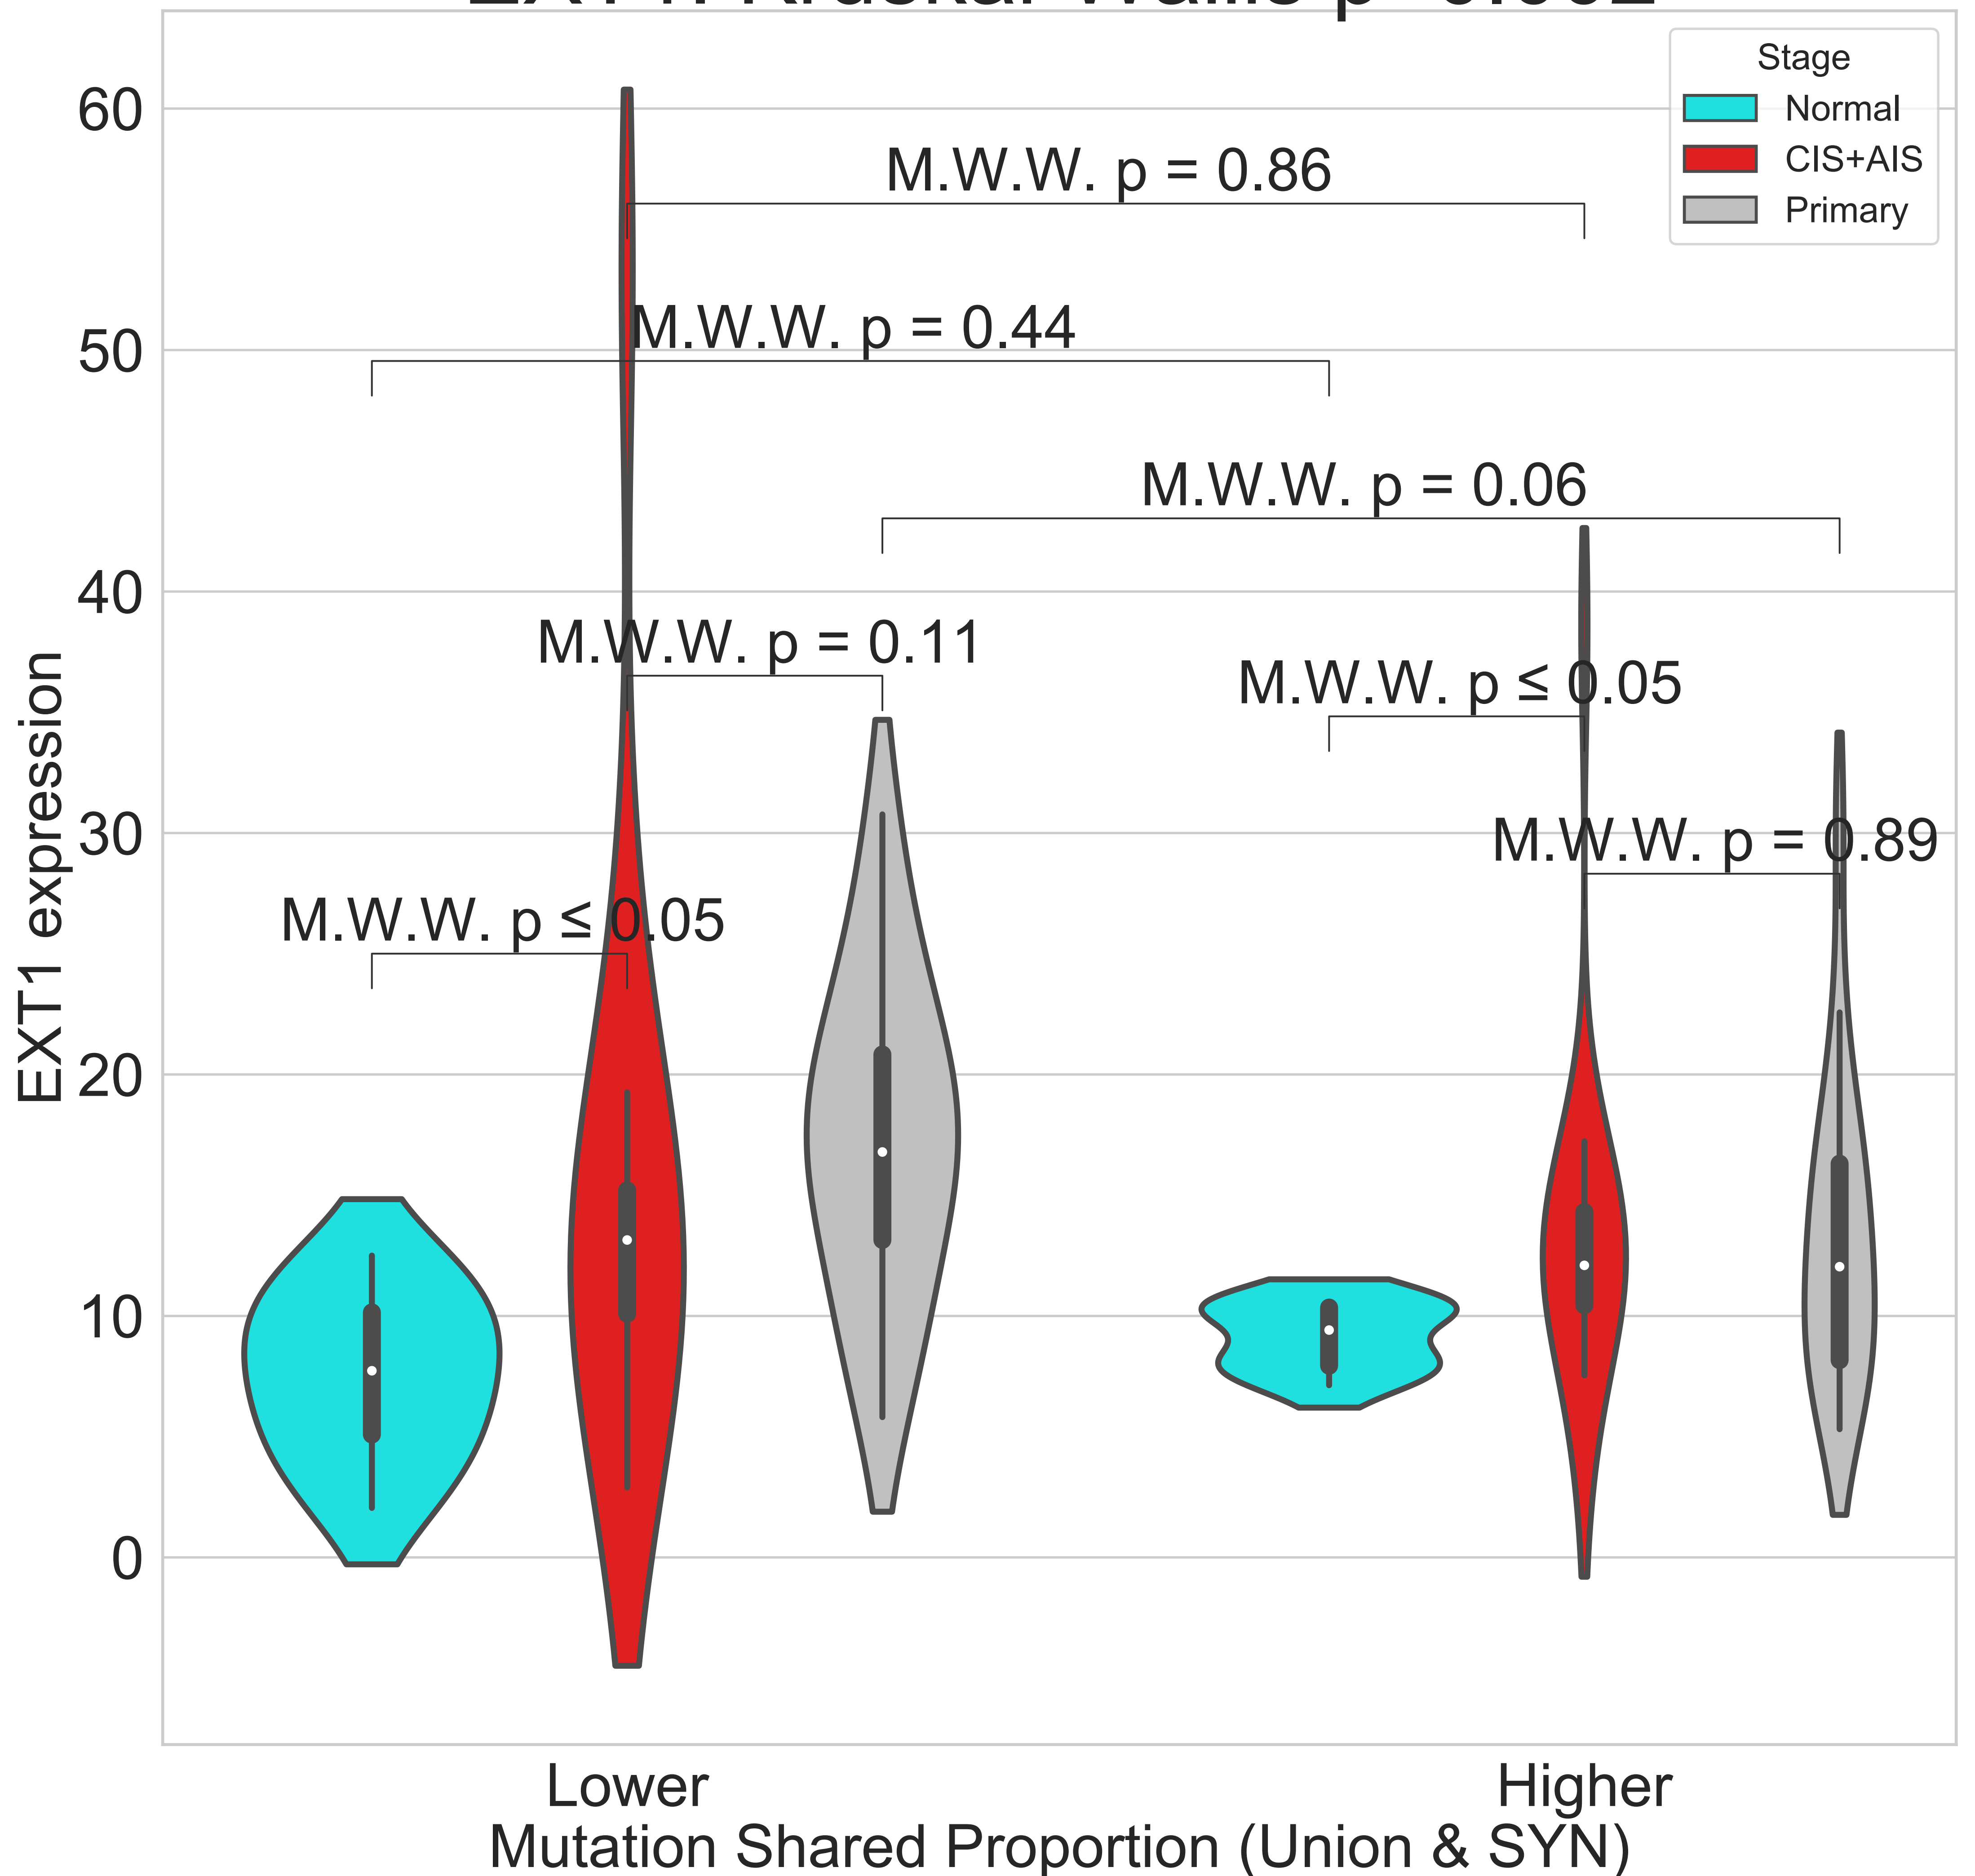 Stage
Normal
CIS+AIS
Primary
60
50
40
30
20
10
0
EXT1 expression
M.W.W. p = 0.86
M.W.W. p = 0.44
M.W.W. p = 0.06
M.W.W. p = 0.11
M.W.W. p ≤ 0.05
M.W.W. p = 0.89
M.W.W. p ≤ 0.05
Lower
Higher
Mutation Shared Proportion (Union & SYN)